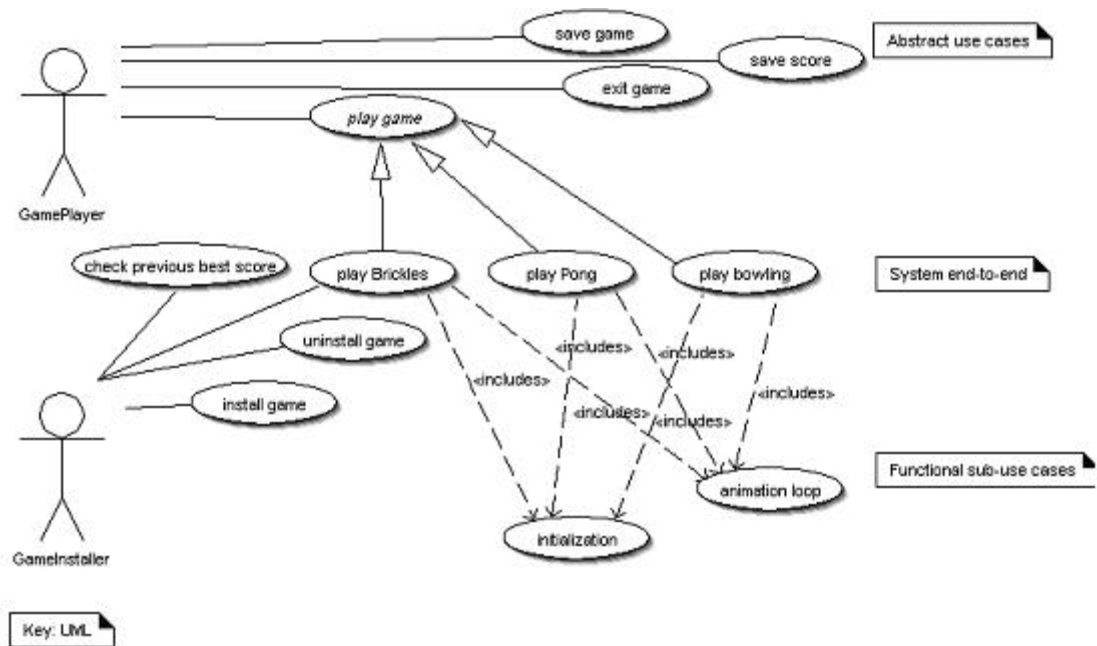 save game
Abstract use cases
save score
exit game
play game
GamePlayer
check previous best score
play Brickles
play Pong
play bowling
System end-to-end
uninstall game
«includes»
«includes»
«includes»
«includes»
install game
«includes»
«includes»
Functional sub-use cases
animation loop
initialization
GameInstaller
Key: UML